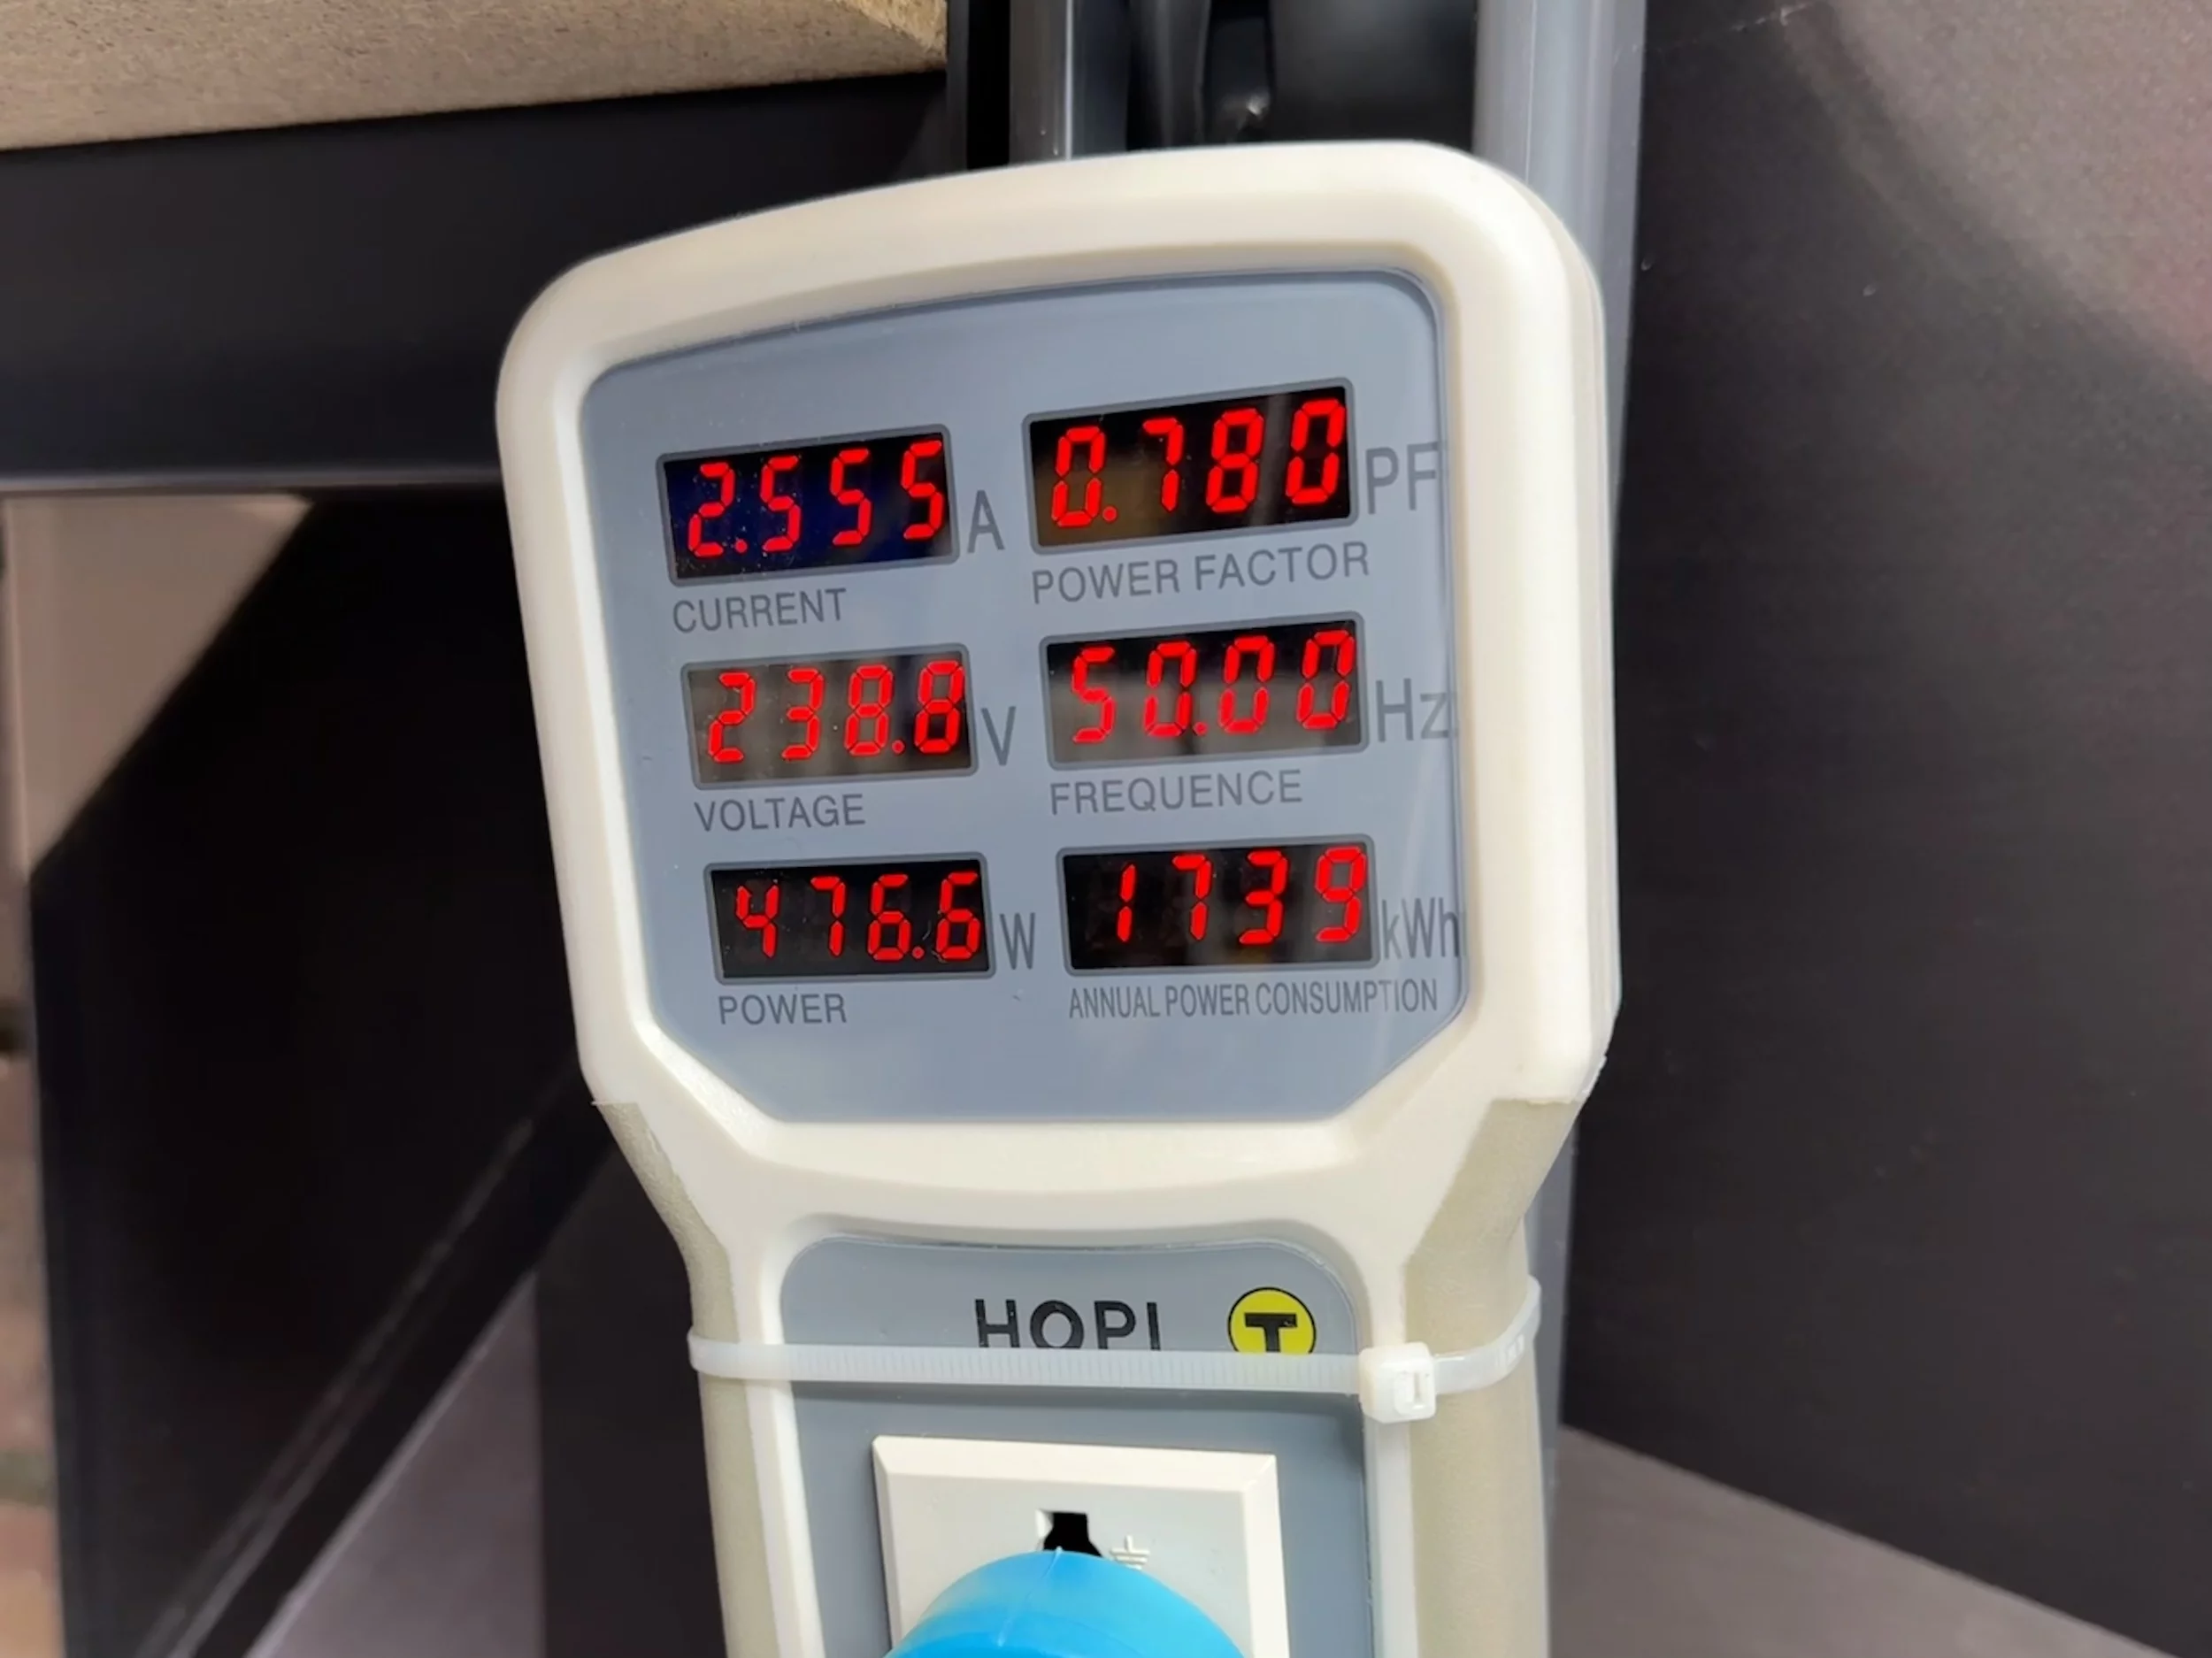 2.555 A
0.780 PF
CURRENT
POWER FACTOR
238.8 V
50.00 Hz
VOLTAGE
FREQUENCE
476.6 W
1739 kWh
POWER
ANNUAL POWER CONSUMPTION
HOPI T